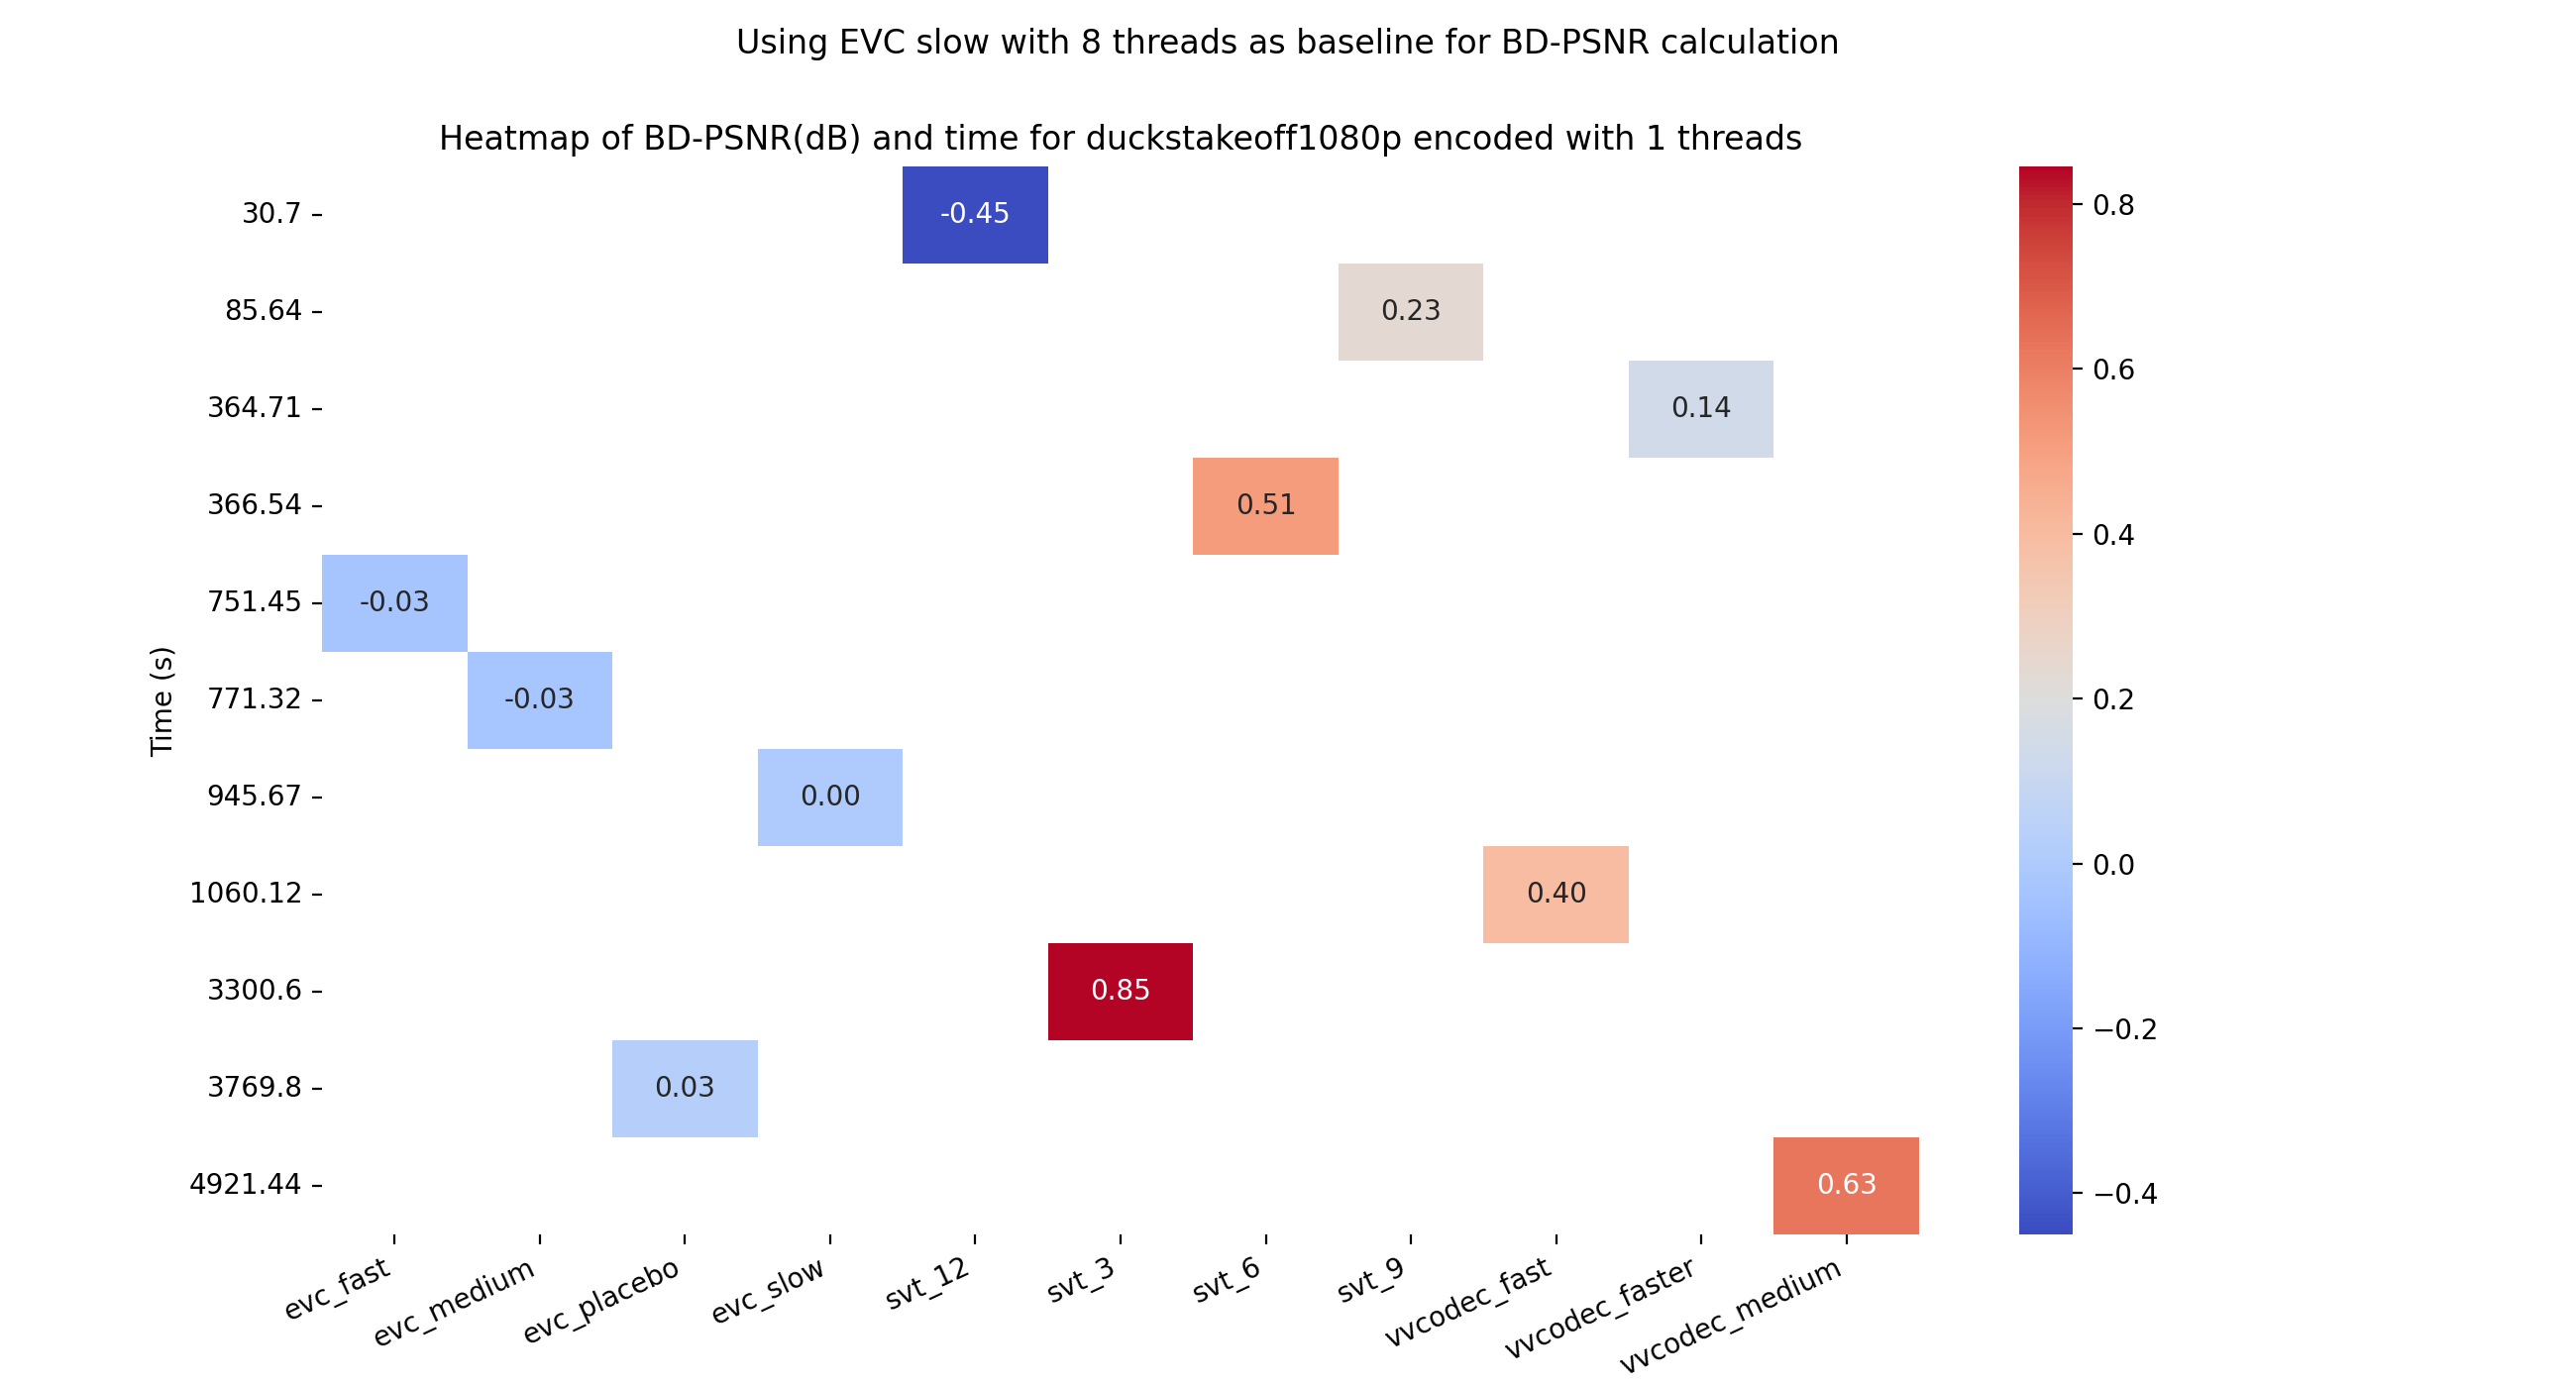 Using EVC slow with 8 threads as baseline for BD-PSNR calculation
Heatmap of BD-PSNR(dB) and time for duckstakeoff1080p encoded with 1 threads
Time (s)
30.7
-0.45
85.64
0.23
364.71
0.14
366.54
0.51
751.45
-0.03
771.32
-0.03
945.67
0.00
1060.12
0.40
3300.6
0.85
3769.8
0.03
4921.44
0.63
evc_fast
evc_medium
evc_placebo
evc_slow
svt_12
svt_3
svt_6
svt_9
vvcodec_fast
vvcodec_faster
vvcodec_medium
0.8
0.6
0.4
0.2
0.0
−0.2
−0.4